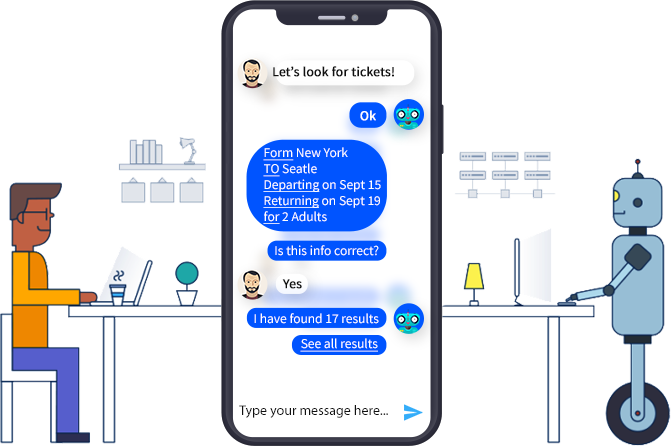 Let's look for tickets!
Ok
Form New York
TO Seatle
Departing on Sept 15
Returning on Sept 19
for 2 Adults
Is this info correct?
Yes
I have found 17 results
See all results
Type your message here...